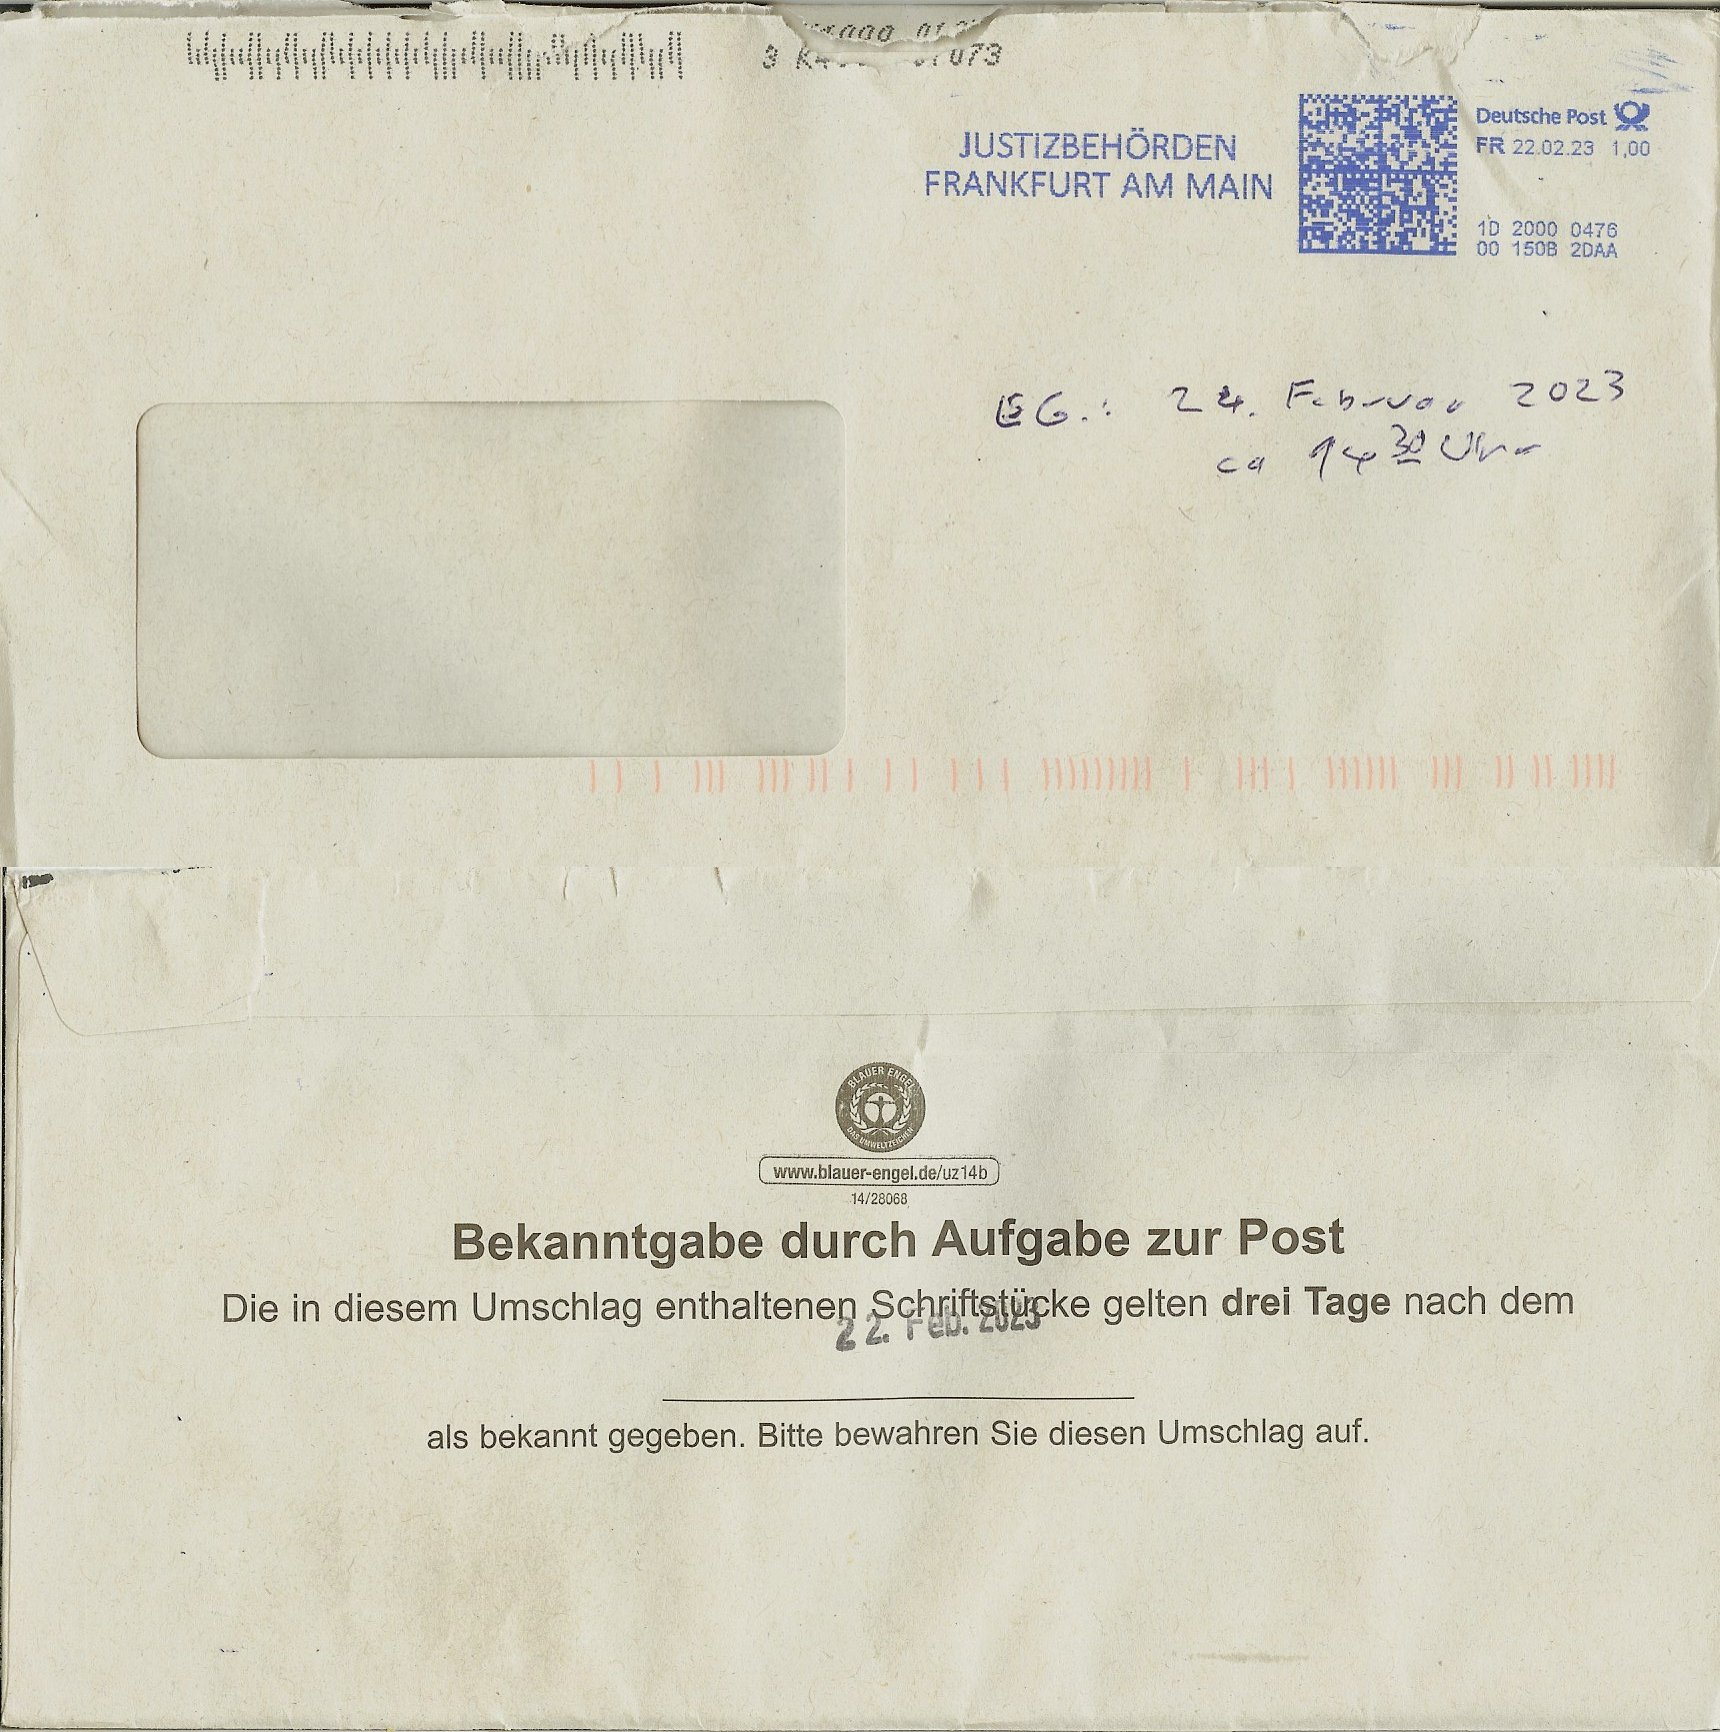 JUSTIZBEHÖRDEN
FRANKFURT AM MAIN
Deutsche Post
FR 22.02.23 1,00
1D 2000 0476
00 150B 2DAA
EG.: 24. Februar 2023
ca 14 30 Uhr
BLAUER ENGEL
DAS UMWELTZEICHEN
www.blauer-engel.de/uz14b
14/28068
Bekanntgabe durch Aufgabe zur Post
Die in diesem Umschlag enthaltenen Schriftstücke gelten drei Tage nach dem
22. Feb. 2023
als bekannt gegeben. Bitte bewahren Sie diesen Umschlag auf.